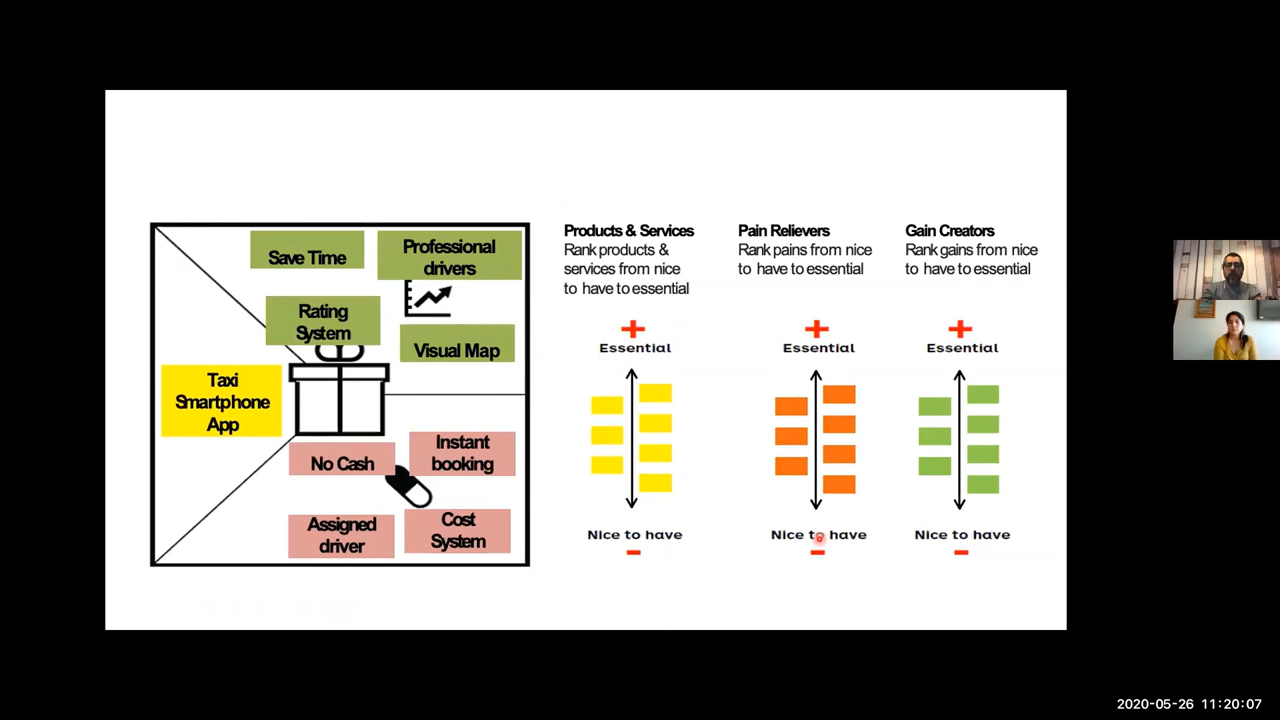 Save Time
Professional
drivers
Rating
System
Visual Map
Taxi
Smartphone
App
No Cash
Instant
booking
Assigned
driver
Cost
System
Products & Services
Rank products &
services from nice
to have to essential
+
Essential
Nice to have
-
Pain Relievers
Rank pains from nice
to have to essential
+
Essential
Nice to have
-
Gain Creators
Rank gains from nice
to have to essential
+
Essential
Nice to have
-
2020-05-26 11:20:07